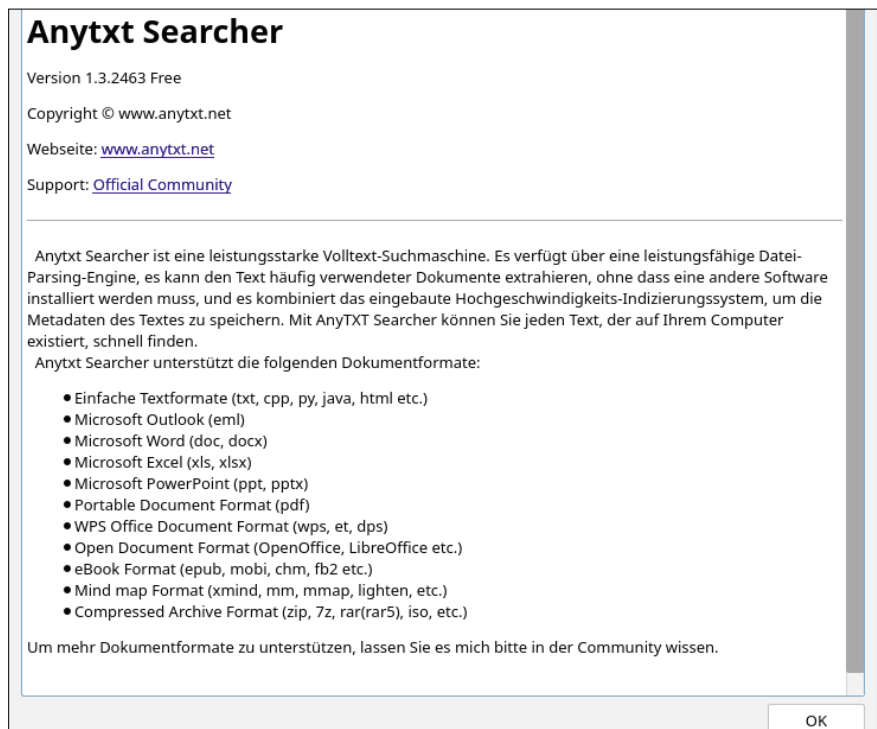 Anytxt Searcher
Version 1.3.2463 Free
Copyright © www.anytxt.net
Webseite: www.anytxt.net
Support: Official Community
Anytxt Searcher ist eine leistungsstarke Volltext-Suchmaschine. Es verfügt über eine leistungsfähige Datei-
Parsing-Engine, es kann den Text häufig verwendeter Dokumente extrahieren, ohne dass eine andere Software
installiert werden muss, und es kombiniert das eingebaute Hochgeschwindigkeits-Indizierungssystem, um die
Metadaten des Textes zu speichern. Mit AnyTXT Searcher können Sie jeden Text, der auf Ihrem Computer
existiert, schnell finden.
Anytxt Searcher unterstützt die folgenden Dokumentformate:
● Einfache Textformate (txt, cpp, py, java, html etc.)
● Microsoft Outlook (eml)
● Microsoft Word (doc, docx)
● Microsoft Excel (xls, xlsx)
● Microsoft PowerPoint (ppt, pptx)
● Portable Document Format (pdf)
● WPS Office Document Format (wps, et, dps)
● Open Document Format (OpenOffice, LibreOffice etc.)
● eBook Format (epub, mobi, chm, fb2 etc.)
● Mind map Format (xmind, mm, mmap, lighten, etc.)
● Compressed Archive Format (zip, 7z, rar(rar5), iso, etc.)
Um mehr Dokumentformate zu unterstützen, lassen Sie es mich bitte in der Community wissen.
OK